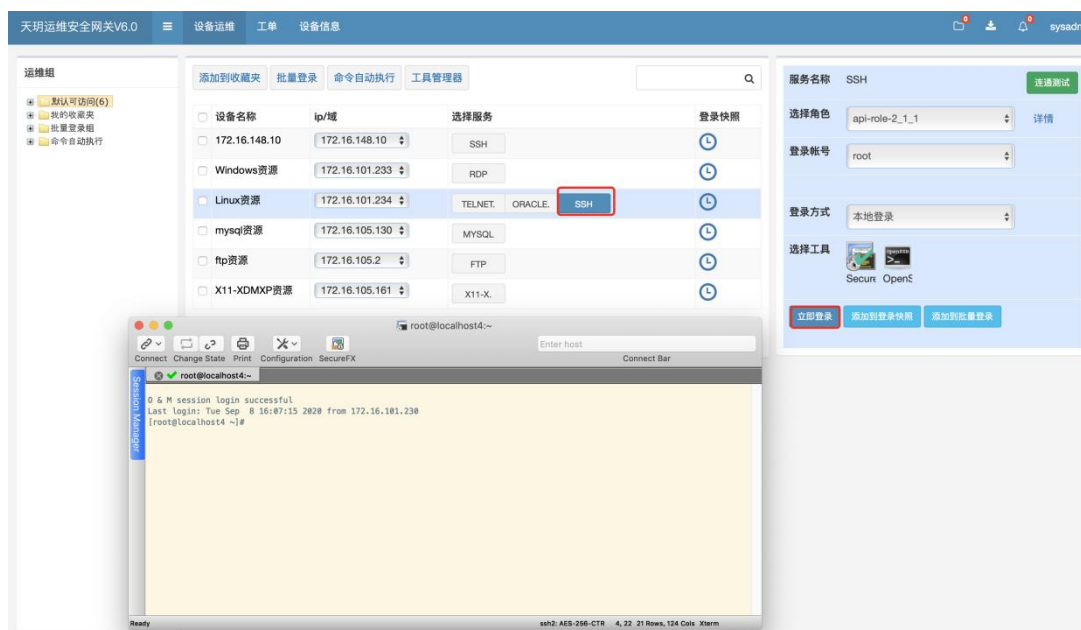 天玥运维安全网关V6.0 设备运维 工单 设备信息 0 0 sysadm
运维组
默认可访问(6)
我的收藏夹
批量登录组
命令自动执行
添加到收藏夹 批量登录 命令自动执行 工具管理器
设备名称 ip/域 选择服务 登录快照
172.16.148.10 172.16.148.10 SSH
Windows资源 172.16.101.233 RDP
Linux资源 172.16.101.234 TELNET. ORACLE. SSH
mysql资源 172.16.105.130 MYSQL
ftp资源 172.16.105.2 FTP
X11-XDMXP资源 172.16.105.161 X11-X.
服务名称 SSH 连通测试
选择角色 api-role-2_1_1 详情
登录帐号 root
登录方式 本地登录
选择工具
Secure OpenS
立即登录 添加到登录快照 添加到批量登录
root@localhost4:~
Enter host
Connect Change State Print Configuration SecureFX Connect Bar
Session Manager
root@localhost4:~
O & M session login successful
Last login: Tue Sep 8 16:07:15 2020 from 172.16.101.230
[root@localhost4 ~]#
Ready ssh2: AES-256-CTR 4, 22 21 Rows, 124 Cols Xterm